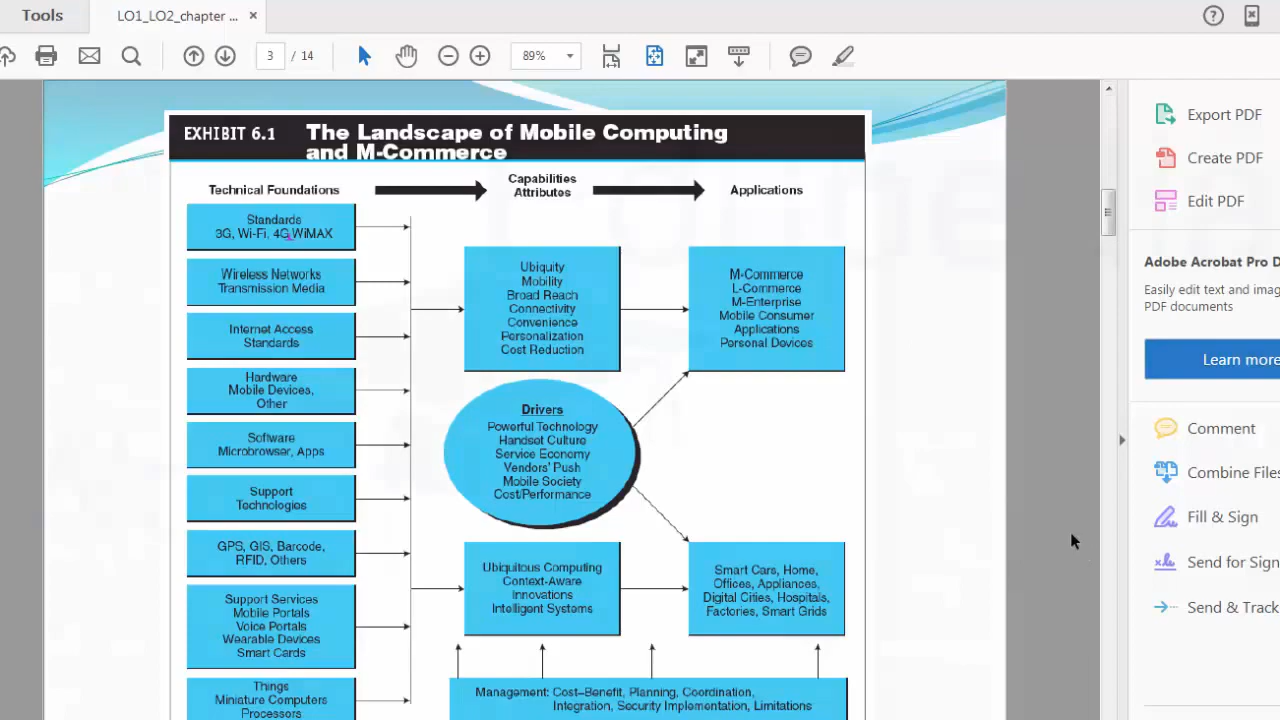 Tools
LO1_LO2_chapter ...
×
3 / 14
89%
EXHIBIT 6.1
The Landscape of Mobile Computing
and M-Commerce
Technical Foundations
Capabilities
Attributes
Applications
Standards
3G, Wi-Fi, 4G WiMAX
Wireless Networks
Transmission Media
Internet Access
Standards
Hardware
Mobile Devices,
Other
Software
Microbrowser, Apps
Support
Technologies
GPS, GIS, Barcode,
RFID, Others
Support Services
Mobile Portals
Voice Portals
Wearable Devices
Smart Cards
Things
Miniature Computers
Processors
Ubiquity
Mobility
Broad Reach
Connectivity
Convenience
Personalization
Cost Reduction
Drivers
Powerful Technology
Handset Culture
Service Economy
Vendors' Push
Mobile Society
Cost/Performance
Ubiquitous Computing
Context-Aware
Innovations
Intelligent Systems
M-Commerce
L-Commerce
M-Enterprise
Mobile Consumer
Applications
Personal Devices
Smart Cars, Home,
Offices, Appliances,
Digital Cities, Hospitals,
Factories, Smart Grids
Management: Cost–Benefit, Planning, Coordination,
Integration, Security Implementation, Limitations
Export PDF
Create PDF
Edit PDF
Adobe Acrobat Pro D
Easily edit text and imag
PDF documents
Learn more
Comment
Combine Files
Fill & Sign
Send for Sign
Send & Track